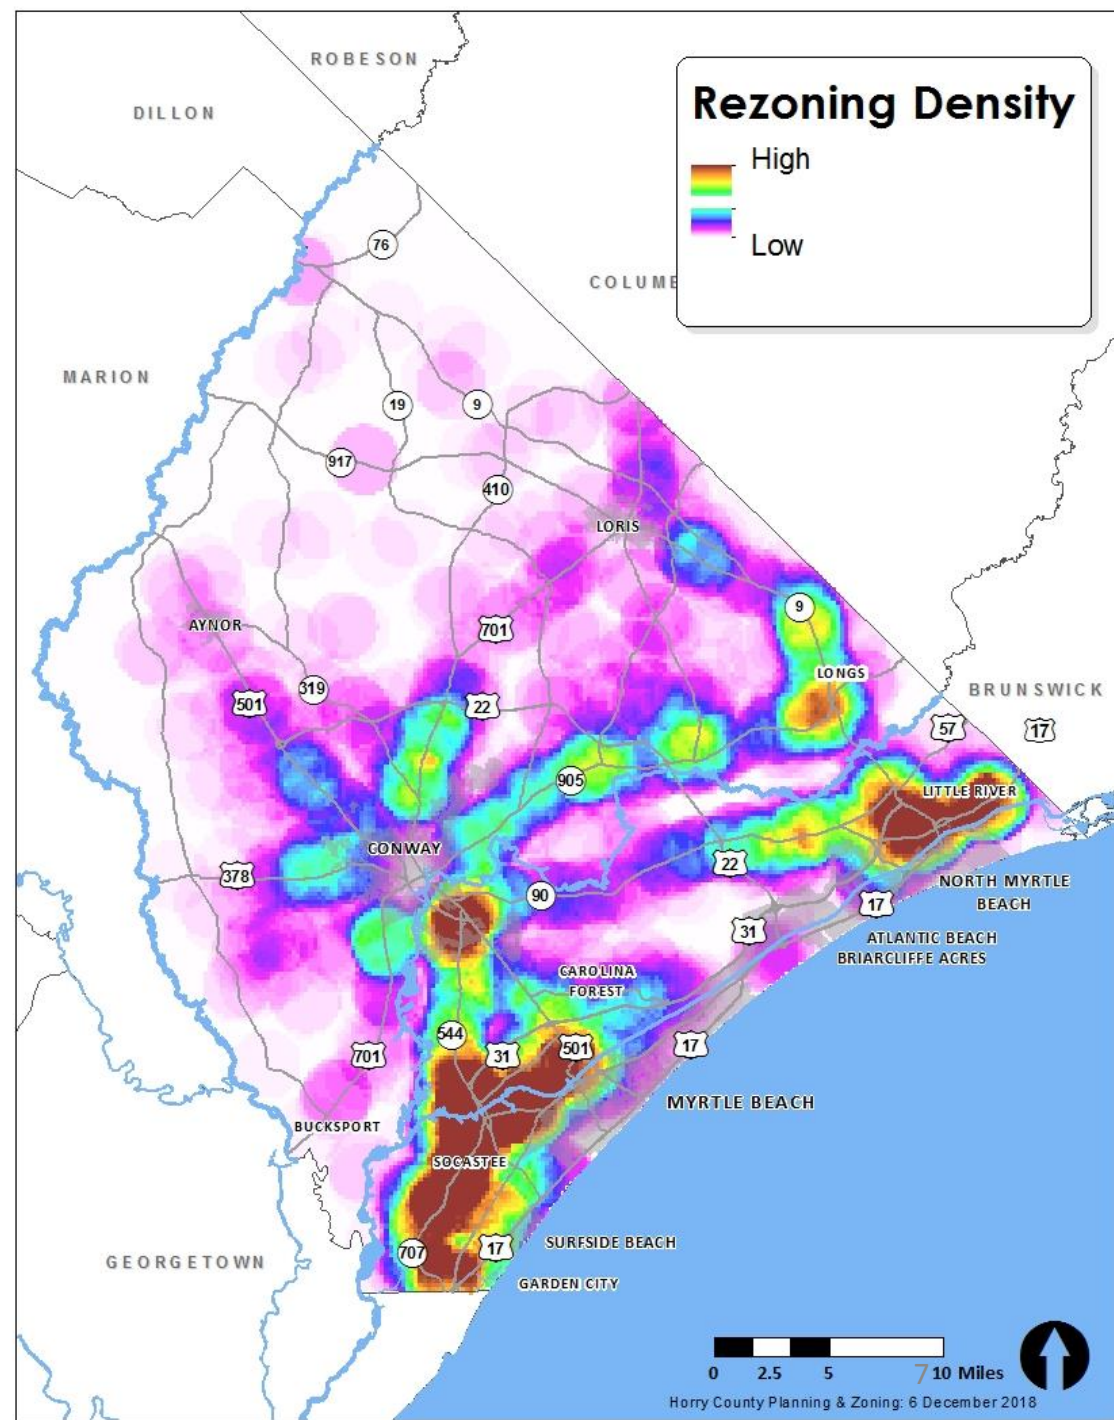 ROBESON
DILLON
Rezoning Density
High
Low
76
COLUME
MARION
19
9
917
410
LORIS
9
AYNOR
701
LONGS
319
501
22
BRUNSWICK
57
17
905
LITTLE RIVER
CONWAY
22
378
NORTH MYRTLE
BEACH
90
17
31
ATLANTIC BEACH
BRIARCLIFFE ACRES
CAROLINA
FOREST
544
31
501
17
701
MYRTLE BEACH
BUCKSPORT
SOCASTEE
SURFSIDE BEACH
707
17
GEORGETOWN
GARDEN CITY
0 2.5 5 7 10 Miles
Horry County Planning & Zoning: 6 December 2018